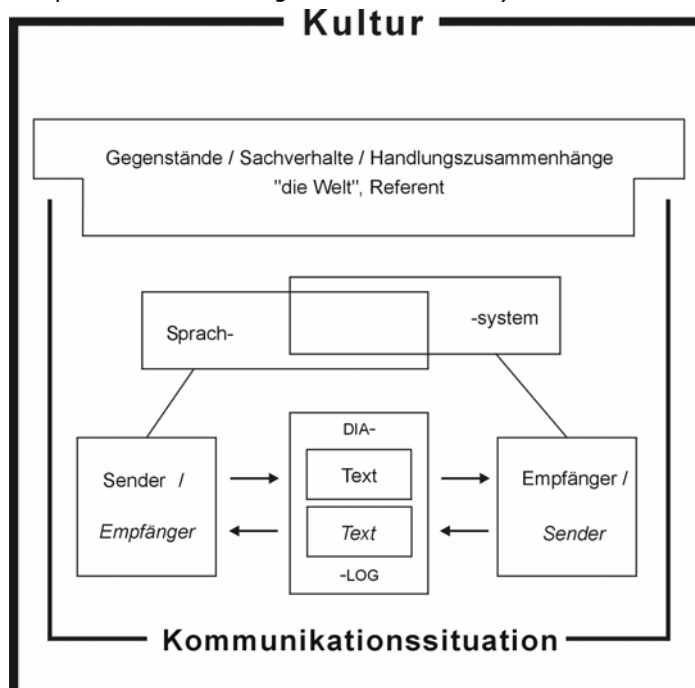 Kultur
Gegenstände / Sachverhalte / Handlungszusammenhänge
"die Welt", Referent
Sprach-
-system
DIA-
Sender /
Text
Empfänger /
Empfänger
Text
Sender
-LOG
Kommunikationssituation